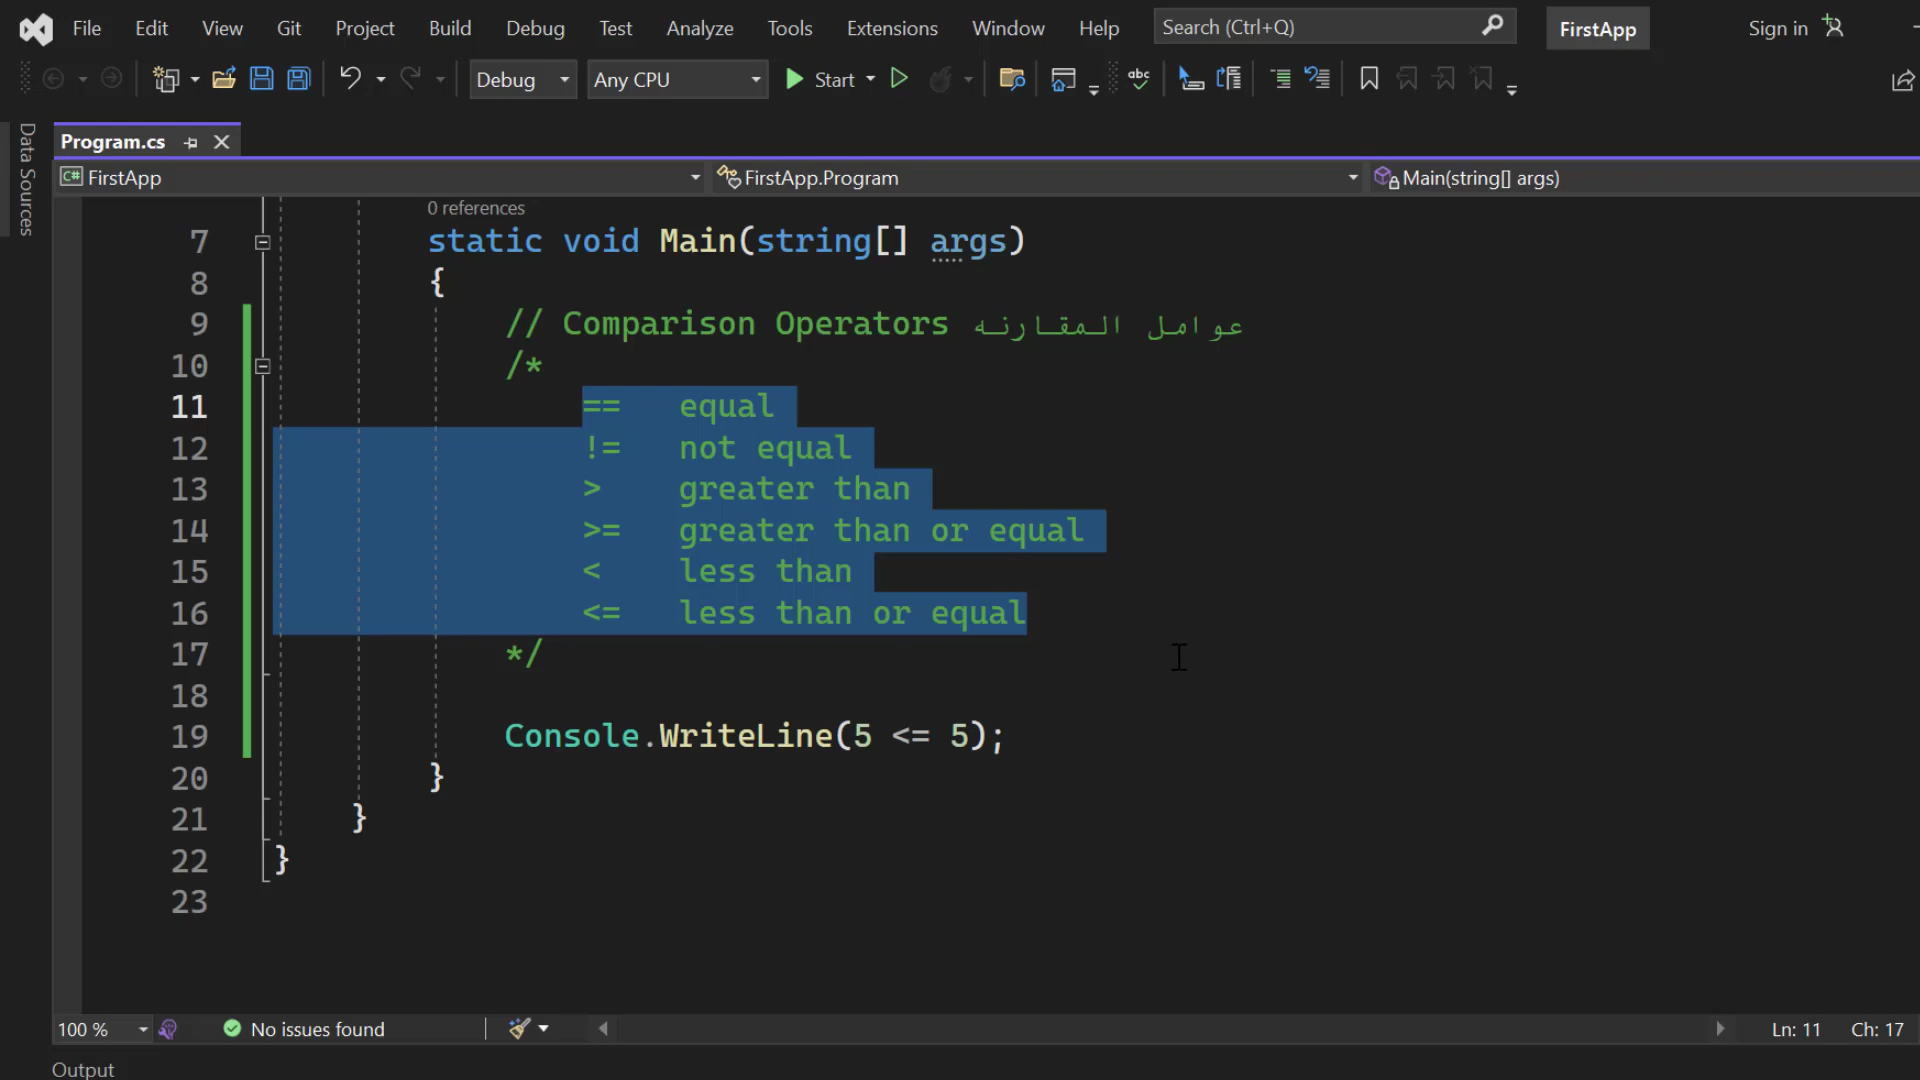 File Edit View Git Project Build Debug Test Analyze Tools Extensions Window Help Search (Ctrl+Q) FirstApp Sign in
Debug Any CPU Start abc
Data Sources
Program.cs
C# FirstApp FirstApp.Program Main(string[] args)
0 references
7 static void Main(string[] args)
8 {
9 // Comparison Operators عوامل المقارنه
10 /*
11 == equal
12 != not equal
13 > greater than
14 >= greater than or equal
15 < less than
16 <= less than or equal
17 */
18
19 Console.WriteLine(5 <= 5);
20 }
21 }
22 }
23
100 % No issues found Ln: 11 Ch: 17
Output